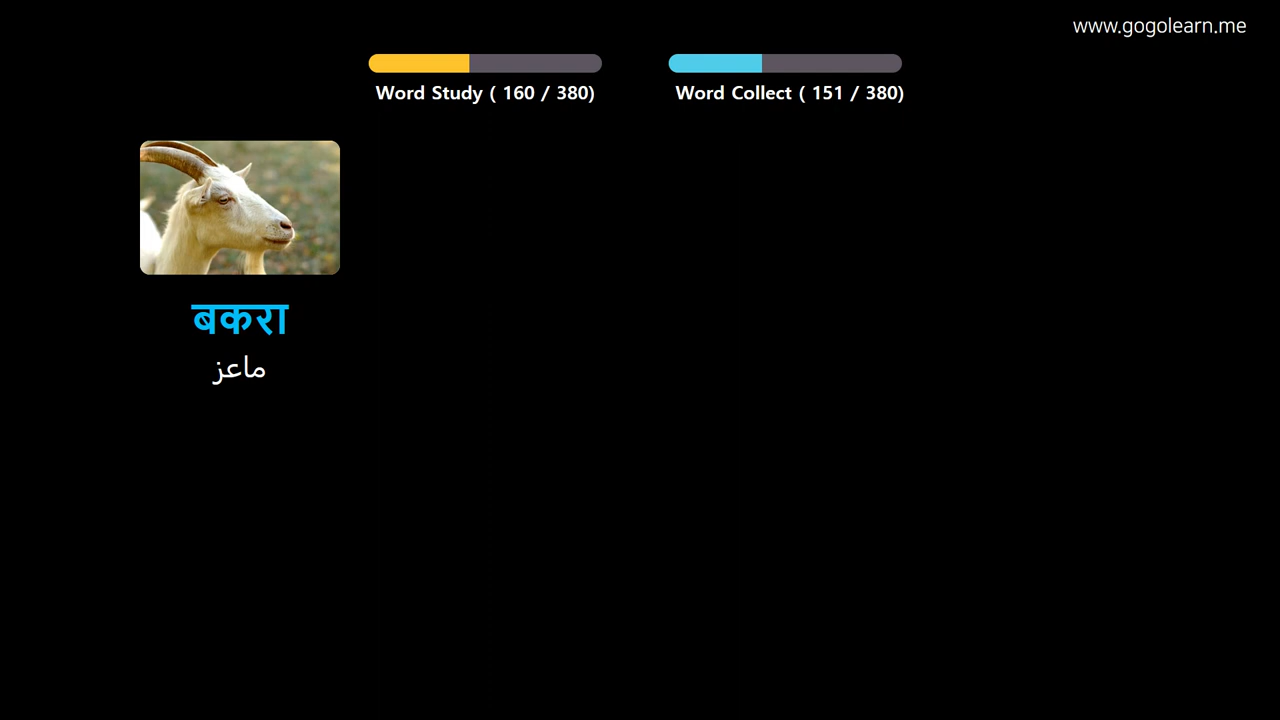 www.gogolearn.me
Word Study ( 160 / 380)
Word Collect ( 151 / 380)
बकरा
ماعز